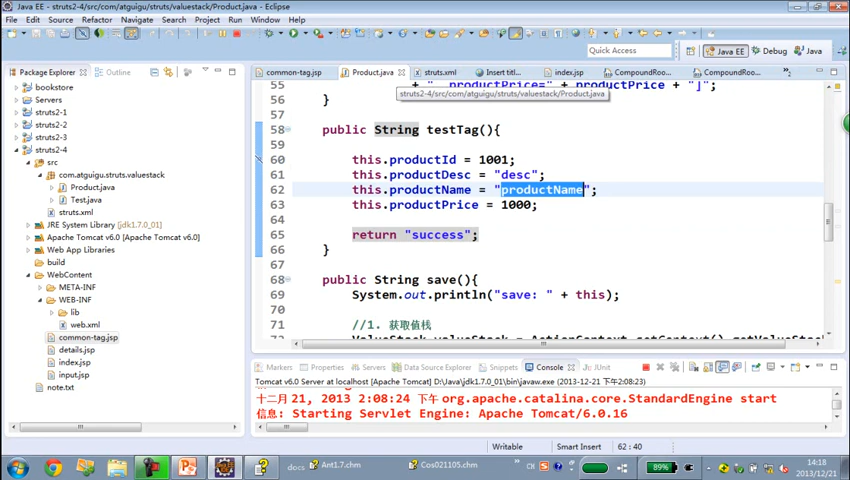 Java EE - struts2-4/src/com/atguigu/struts/valuestack/Product.java - Eclipse
File Edit Source Refactor Navigate Search Project Run Window Help
Quick Access
Java EE
Debug
Java
Package Explorer
Outline
bookstore
Servers
struts2-1
struts2-2
struts2-3
struts2-4
src
com.atguigu.struts.valuestack
Product.java
Test.java
struts.xml
JRE System Library [jdk1.7.0_01]
Apache Tomcat v6.0 [Apache Tomcat v6.0]
Web App Libraries
build
WebContent
META-INF
WEB-INF
lib
web.xml
common-tag.jsp
details.jsp
index.jsp
input.jsp
note.txt
common-tag.jsp
Product.java
struts.xml
Insert titl...
index.jsp
CompoundRoo...
CompoundRoo...
struts2-4/src/com/atguigu/struts/valuestack/Product.java
55 + ", productPrice=" + productPrice + "]";
56 }
57
58 public String testTag(){
59
60 this.productId = 1001;
61 this.productDesc = "desc";
62 this.productName = "productName";
63 this.productPrice = 1000;
64
65 return "success";
66 }
67
68 public String save(){
69 System.out.println("save: " + this);
70
71 //1. 获取值栈
Markers
Properties
Servers
Data Source Explorer
Snippets
Console
JUnit
Tomcat v6.0 Server at localhost [Apache Tomcat] D:\Java\jdk1.7.0_01\bin\javaw.exe (2013-12-21 下午2:08:23)
十二月 21, 2013 2:08:24 下午 org.apache.catalina.core.StandardEngine start
信息: Starting Servlet Engine: Apache Tomcat/6.0.16
Writable
Smart Insert
62 : 40
docs
Ant1.7.chm
Cos021105.chm
CH
89%
14:18
2013/12/21